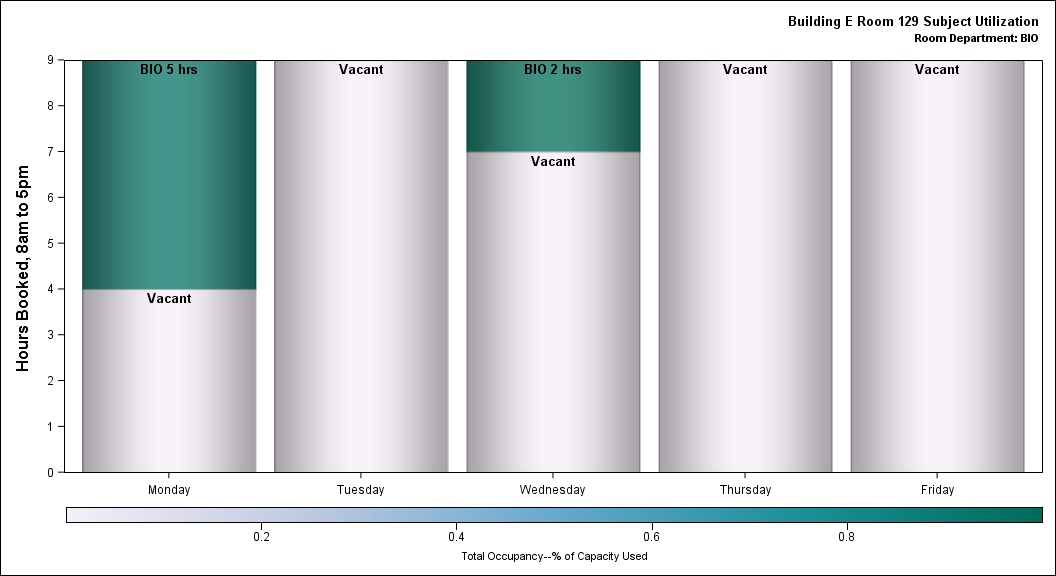 Building E Room 129 Subject Utilization
Room Department: BIO
Hours Booked, 8am to 5pm
9
8
7
6
5
4
3
2
1
0
BIO 5 hrs
Vacant
Vacant
BIO 2 hrs
Vacant
Vacant
Vacant
Monday
Tuesday
Wednesday
Thursday
Friday
0.2
0.4
0.6
0.8
Total Occupancy--% of Capacity Used